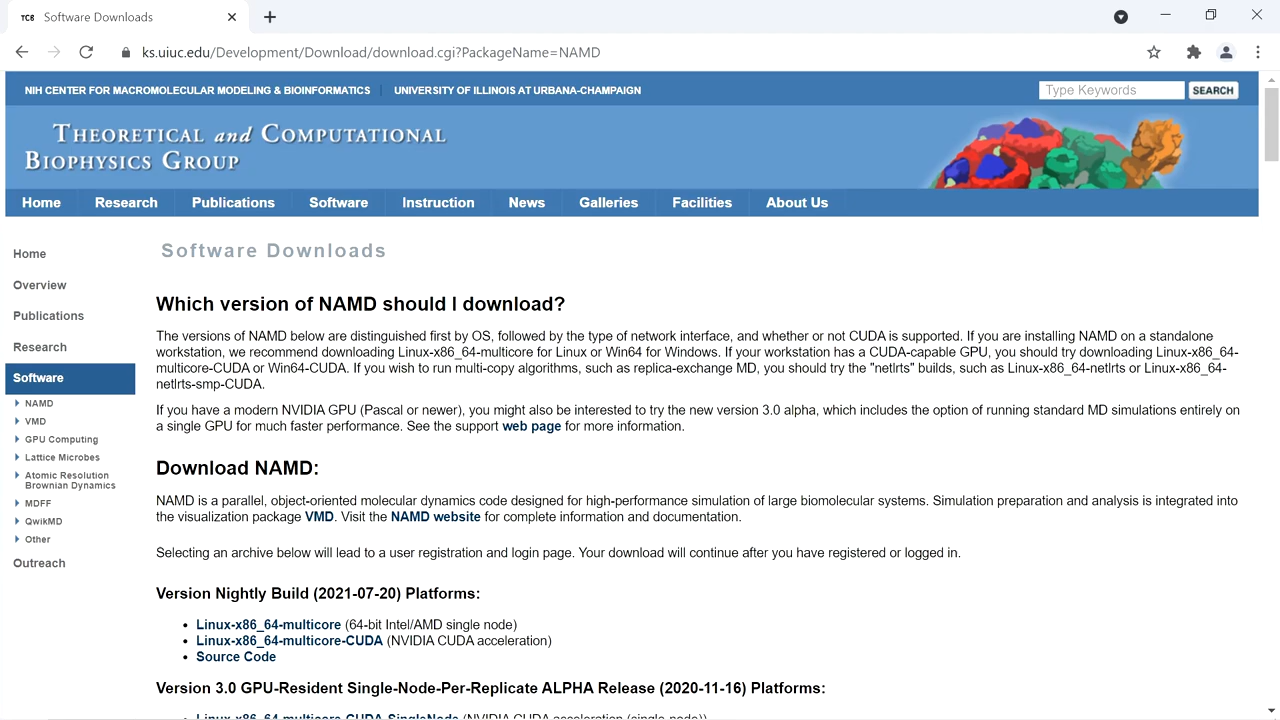 TCB Software Downloads
ks.uiuc.edu/Development/Download/download.cgi?PackageName=NAMD
NIH CENTER FOR MACROMOLECULAR MODELING & BIOINFORMATICS UNIVERSITY OF ILLINOIS AT URBANA-CHAMPAIGN Type Keywords SEARCH
THEORETICAL and COMPUTATIONAL
BIOPHYSICS GROUP
Home Research Publications Software Instruction News Galleries Facilities About Us
Home
Overview
Publications
Research
Software
NAMD
VMD
GPU Computing
Lattice Microbes
Atomic Resolution
Brownian Dynamics
MDFF
QwikMD
Other
Outreach
Software Downloads
Which version of NAMD should I download?
The versions of NAMD below are distinguished first by OS, followed by the type of network interface, and whether or not CUDA is supported. If you are installing NAMD on a standalone
workstation, we recommend downloading Linux-x86_64-multicore for Linux or Win64 for Windows. If your workstation has a CUDA-capable GPU, you should try downloading Linux-x86_64-
multicore-CUDA or Win64-CUDA. If you wish to run multi-copy algorithms, such as replica-exchange MD, you should try the "netlrts" builds, such as Linux-x86_64-netlrts or Linux-x86_64-
netlrts-smp-CUDA.
If you have a modern NVIDIA GPU (Pascal or newer), you might also be interested to try the new version 3.0 alpha, which includes the option of running standard MD simulations entirely on
a single GPU for much faster performance. See the support web page for more information.
Download NAMD:
NAMD is a parallel, object-oriented molecular dynamics code designed for high-performance simulation of large biomolecular systems. Simulation preparation and analysis is integrated into
the visualization package VMD. Visit the NAMD website for complete information and documentation.
Selecting an archive below will lead to a user registration and login page. Your download will continue after you have registered or logged in.
Version Nightly Build (2021-07-20) Platforms:
• Linux-x86_64-multicore (64-bit Intel/AMD single node)
• Linux-x86_64-multicore-CUDA (NVIDIA CUDA acceleration)
• Source Code
Version 3.0 GPU-Resident Single-Node-Per-Replicate ALPHA Release (2020-11-16) Platforms:
• Linux-x86_64-multicore-CUDA-SingleNode (NVIDIA CUDA acceleration (single-node))